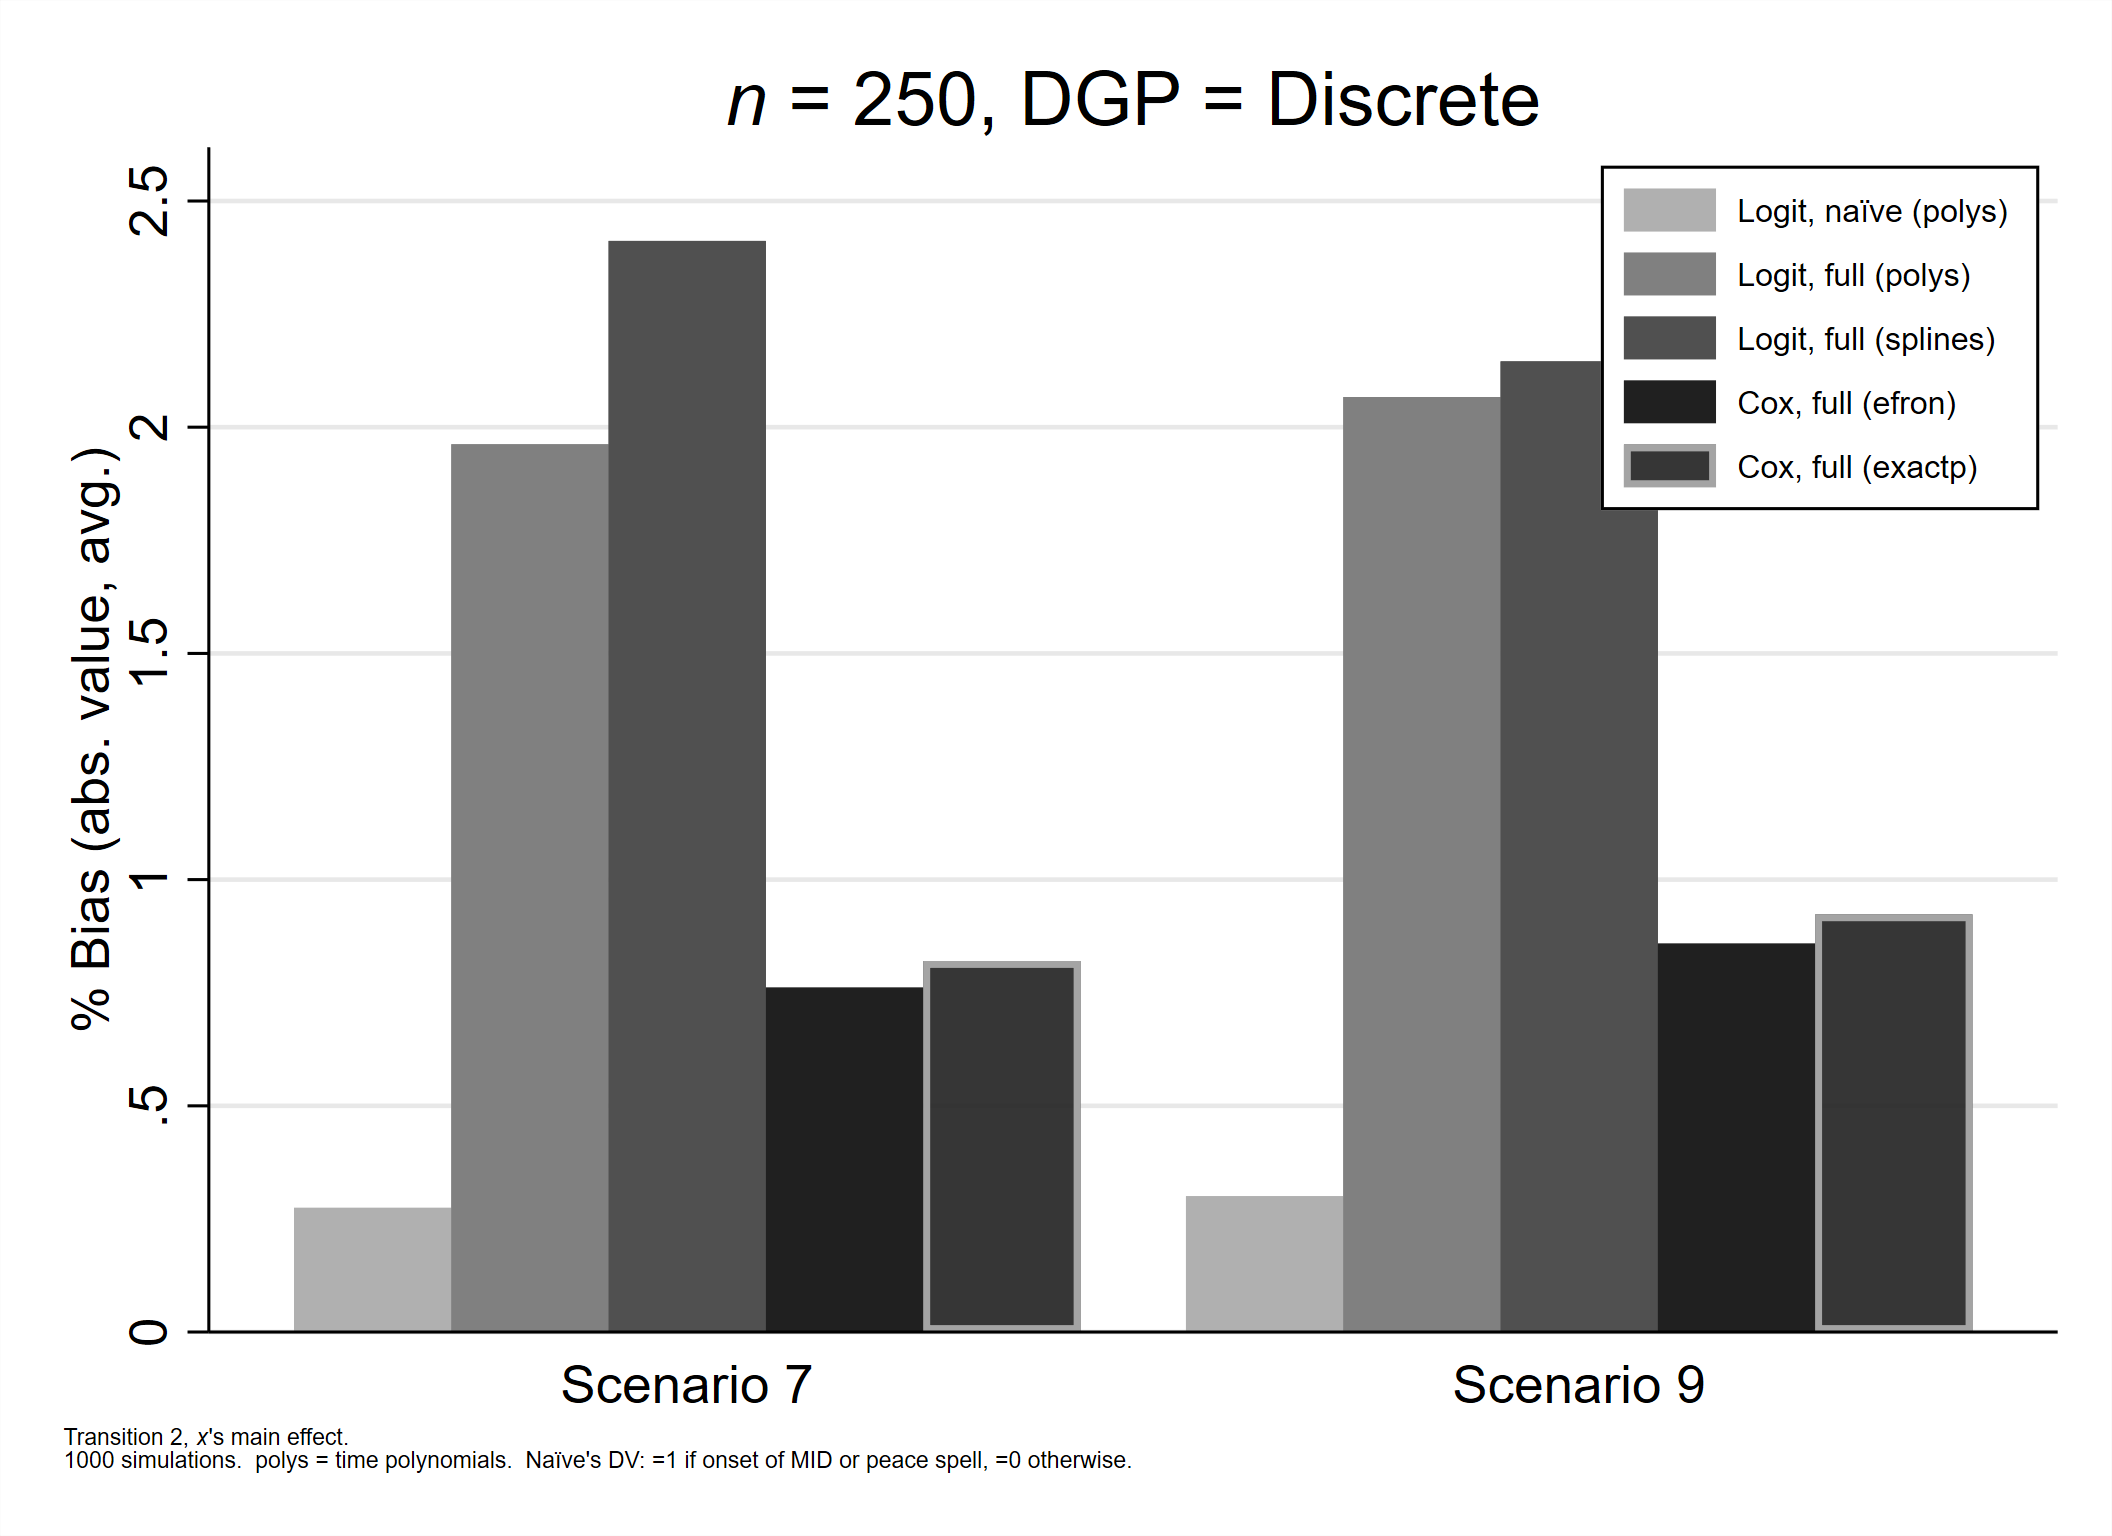 n = 250, DGP = Discrete
% Bias (abs. value, avg.)
2.5
2
1.5
1
.5
0
Logit, naïve (polys)
Logit, full (polys)
Logit, full (splines)
Cox, full (efron)
Cox, full (exactp)
Scenario 7
Scenario 9
Transition 2, x's main effect.
1000 simulations.  polys = time polynomials.  Naïve's DV: =1 if onset of MID or peace spell, =0 otherwise.